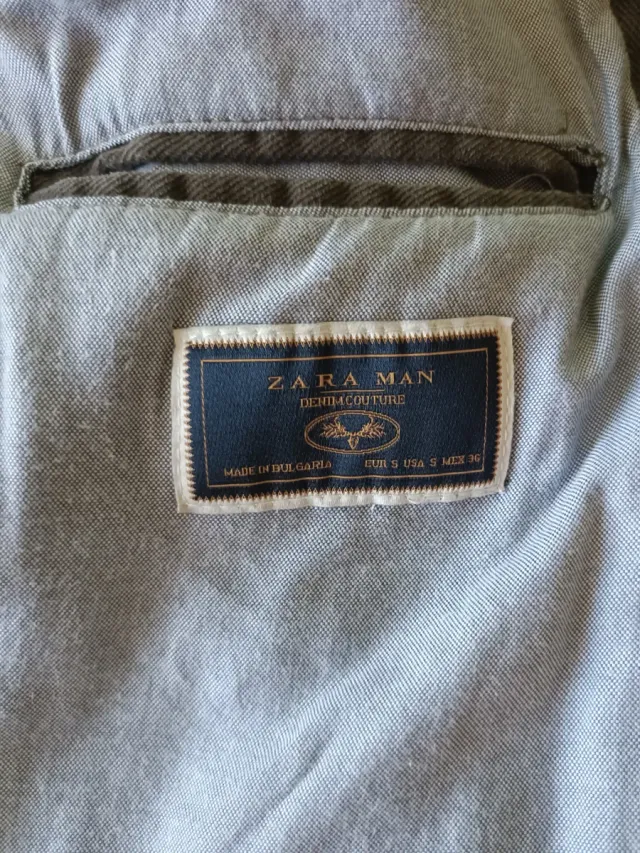 ZARA MAN
DENIM.COUTURE
MADE IN BULGARIA EUR S USA S MEX 36